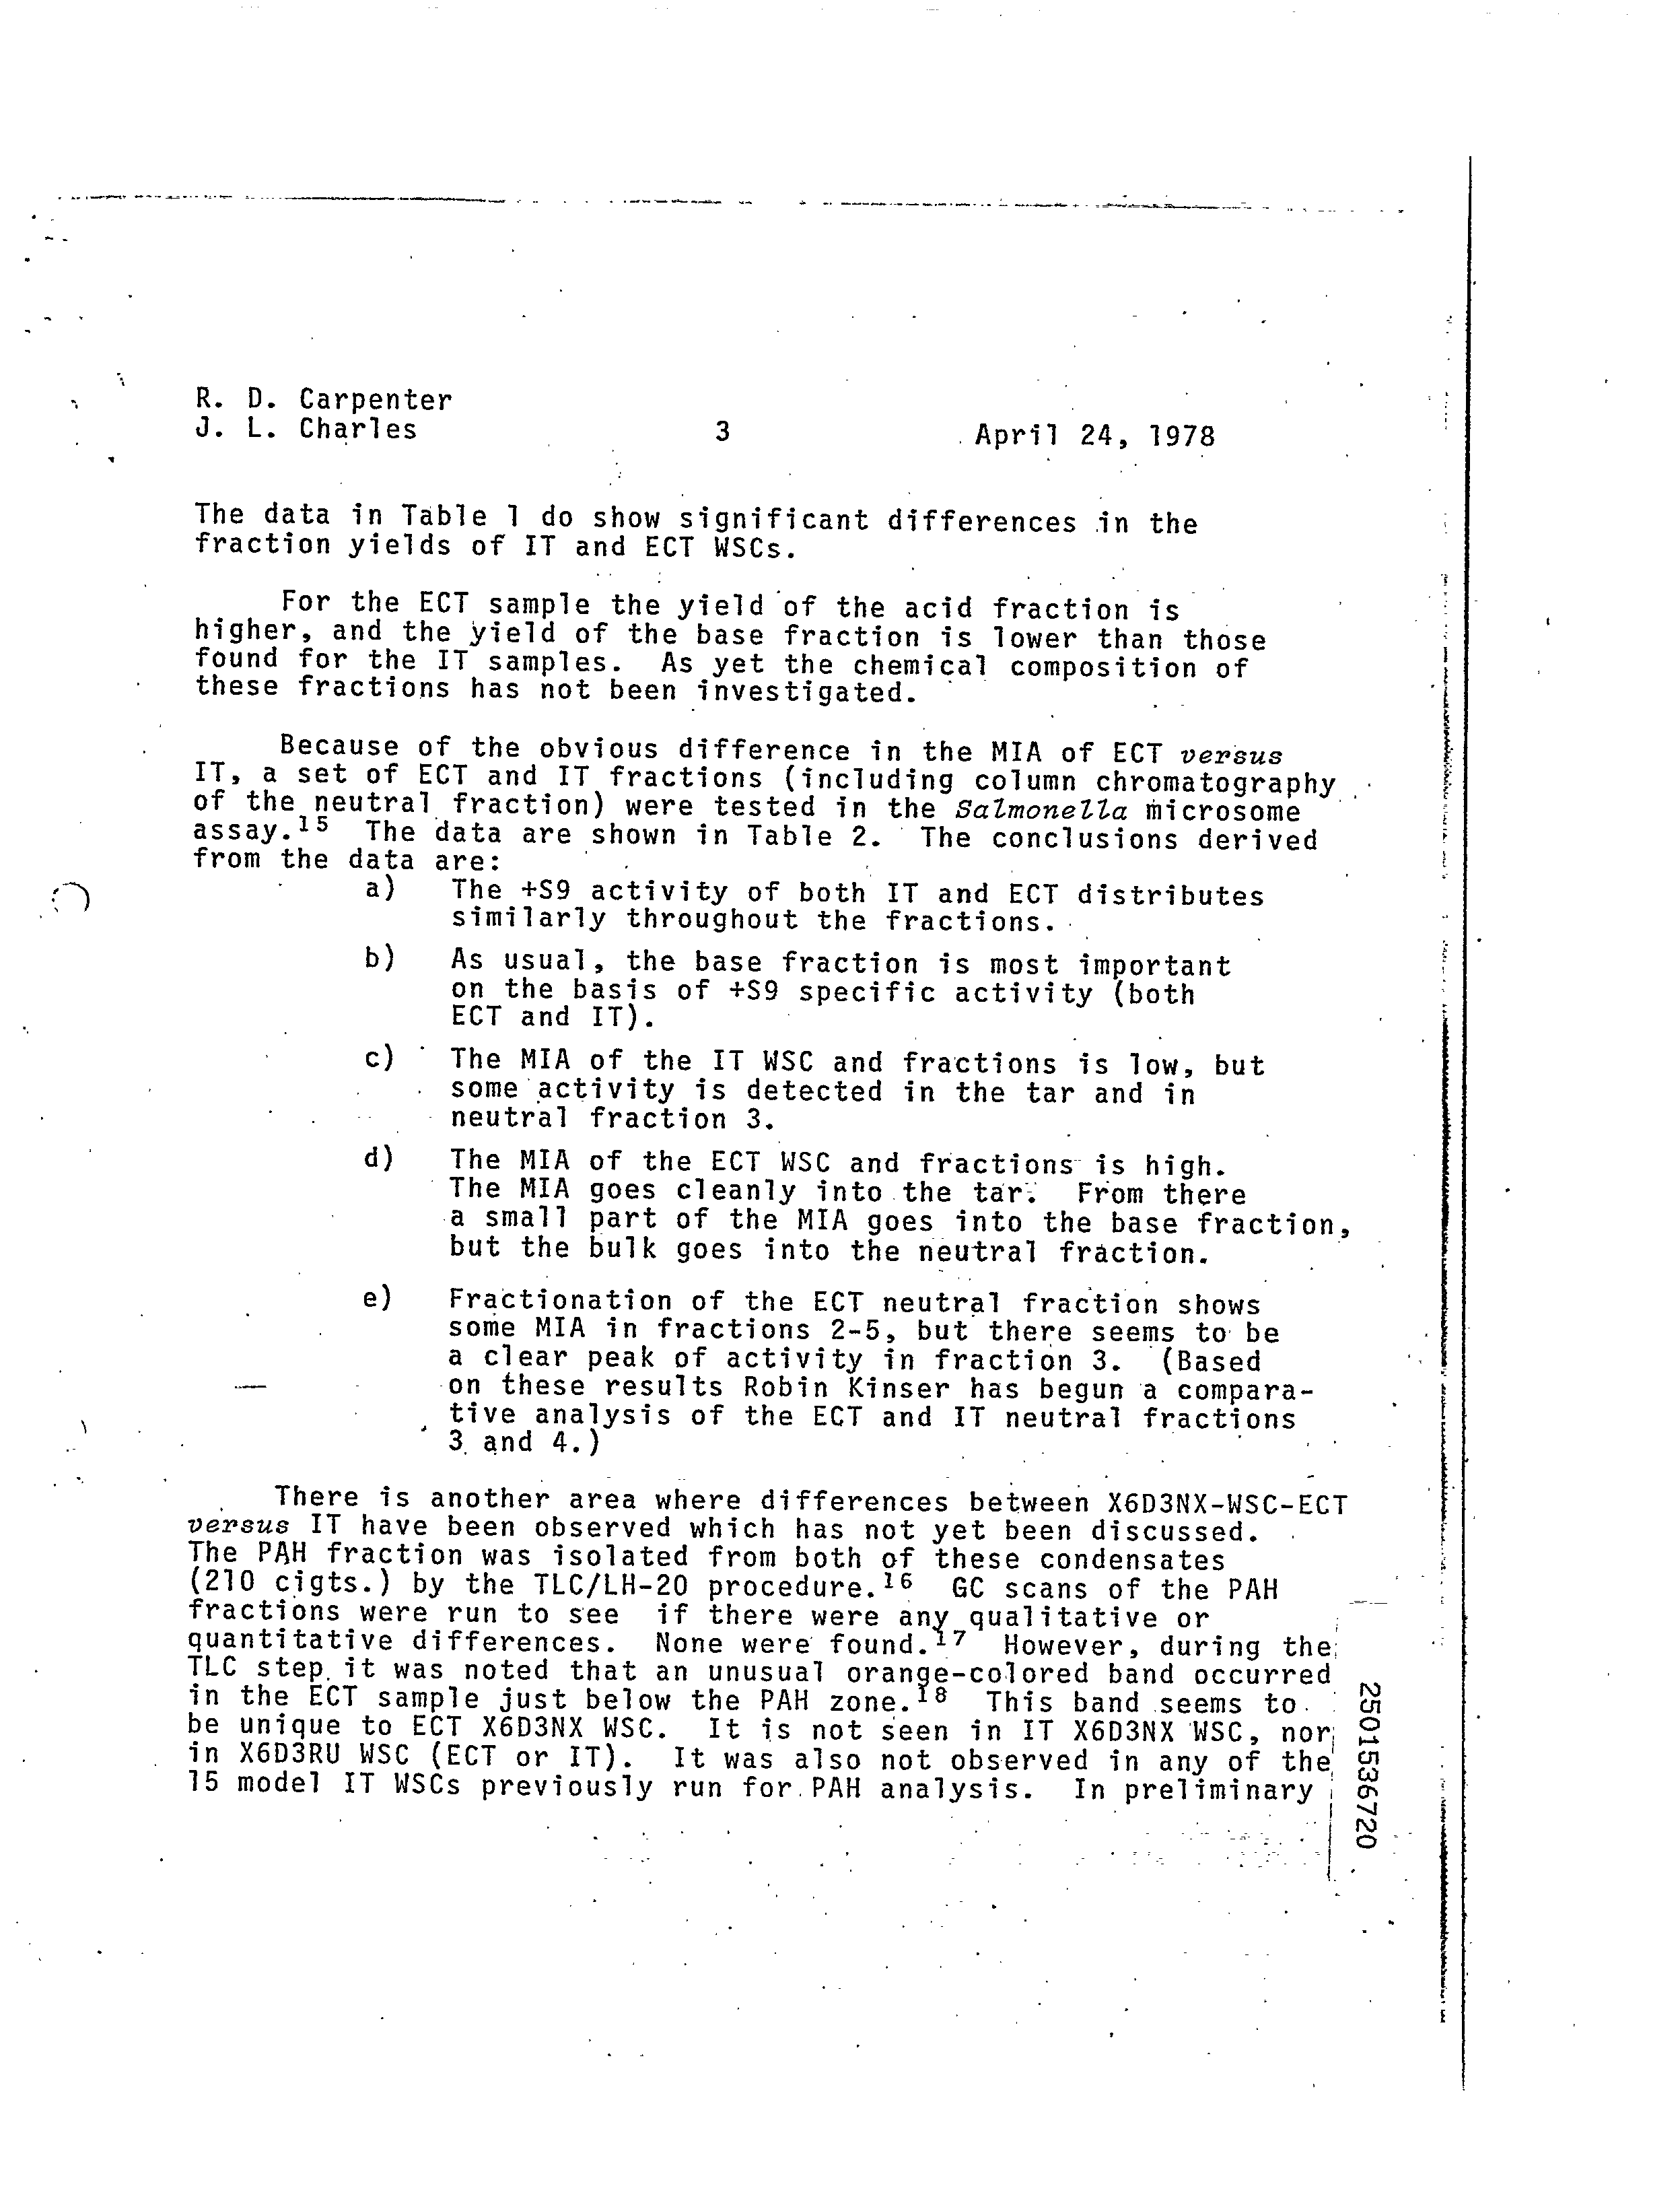 R. D. Carpenter
J. L. Charles 3 April 24, 1978
The data in Table 1 do show significant differences in the
fraction yields of IT and ECT WSCs.
For the ECT sample the yield of the acid fraction is
higher, and the yield of the base fraction is lower than those
found for the IT samples. As yet the chemical composition of
these fractions has not been investigated.
Because of the obvious difference in the MIA of ECT versus
IT, a set of ECT and IT fractions (including column chromatography
of the neutral fraction) were tested in the Salmonella microsome
assay.15 The data are shown in Table 2. The conclusions derived
from the data are:
a) The +S9 activity of both IT and ECT distributes
similarly throughout the fractions.
b) As usual, the base fraction is most important
on the basis of +S9 specific activity (both
ECT and IT).
c) The MIA of the IT WSC and fractions is low, but
some activity is detected in the tar and in
neutral fraction 3.
d) The MIA of the ECT WSC and fractions is high.
The MIA goes cleanly into the tar. From there
a small part of the MIA goes into the base fraction,
but the bulk goes into the neutral fraction.
e) Fractionation of the ECT neutral fraction shows
some MIA in fractions 2-5, but there seems to be
a clear peak of activity in fraction 3. (Based
on these results Robin Kinser has begun a compara-
tive analysis of the ECT and IT neutral fractions
3 and 4.)
There is another area where differences between X6D3NX-WSC-ECT
versus IT have been observed which has not yet been discussed.
The PAH fraction was isolated from both of these condensates
(210 cigts.) by the TLC/LH-20 procedure.16 GC scans of the PAH
fractions were run to see if there were any qualitative or
quantitative differences. None were found.17 However, during the
TLC step it was noted that an unusual orange-colored band occurred
in the ECT sample just below the PAH zone.18 This band seems to
be unique to ECT X6D3NX WSC. It is not seen in IT X6D3NX WSC, nor
in X6D3RU WSC (ECT or IT). It was also not observed in any of the
15 model IT WSCs previously run for PAH analysis. In preliminary
2501536720